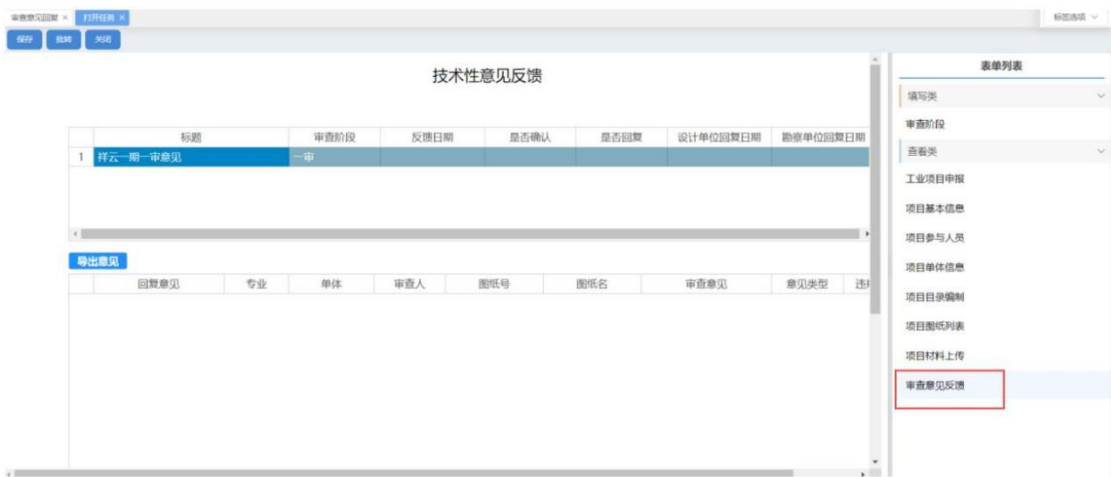 审查意见回复 × 打开任务 × 标签选项
保存 批转 关闭
技术性意见反馈
标题 审查阶段 反馈日期 是否确认 是否回复 设计单位回复日期 勘察单位回复日期
1 祥云一期一审意见 一审
导出意见
回复意见 专业 单体 审查人 图纸号 图纸名 审查意见 意见类型
表单列表
填写类
审查阶段
查看类
工业项目申报
项目基本信息
项目参与人员
项目单体信息
项目目录编制
项目图纸列表
项目材料上传
审查意见反馈